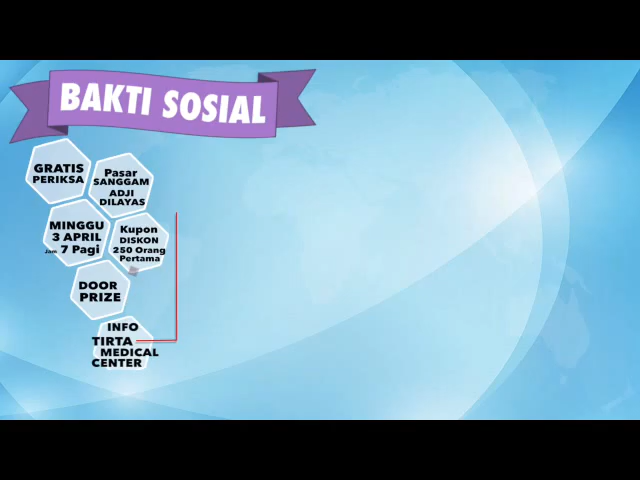 BAKTI SOSIAL
GRATIS
PERIKSA
Pasar
SANGGAM
ADJI
DILAYAS
MINGGU
3 APRIL
Jam 7 Pagi
Kupon
DISKON
250 Orang
Pertama
DOOR
PRIZE
INFO
TIRTA
MEDICAL
CENTER